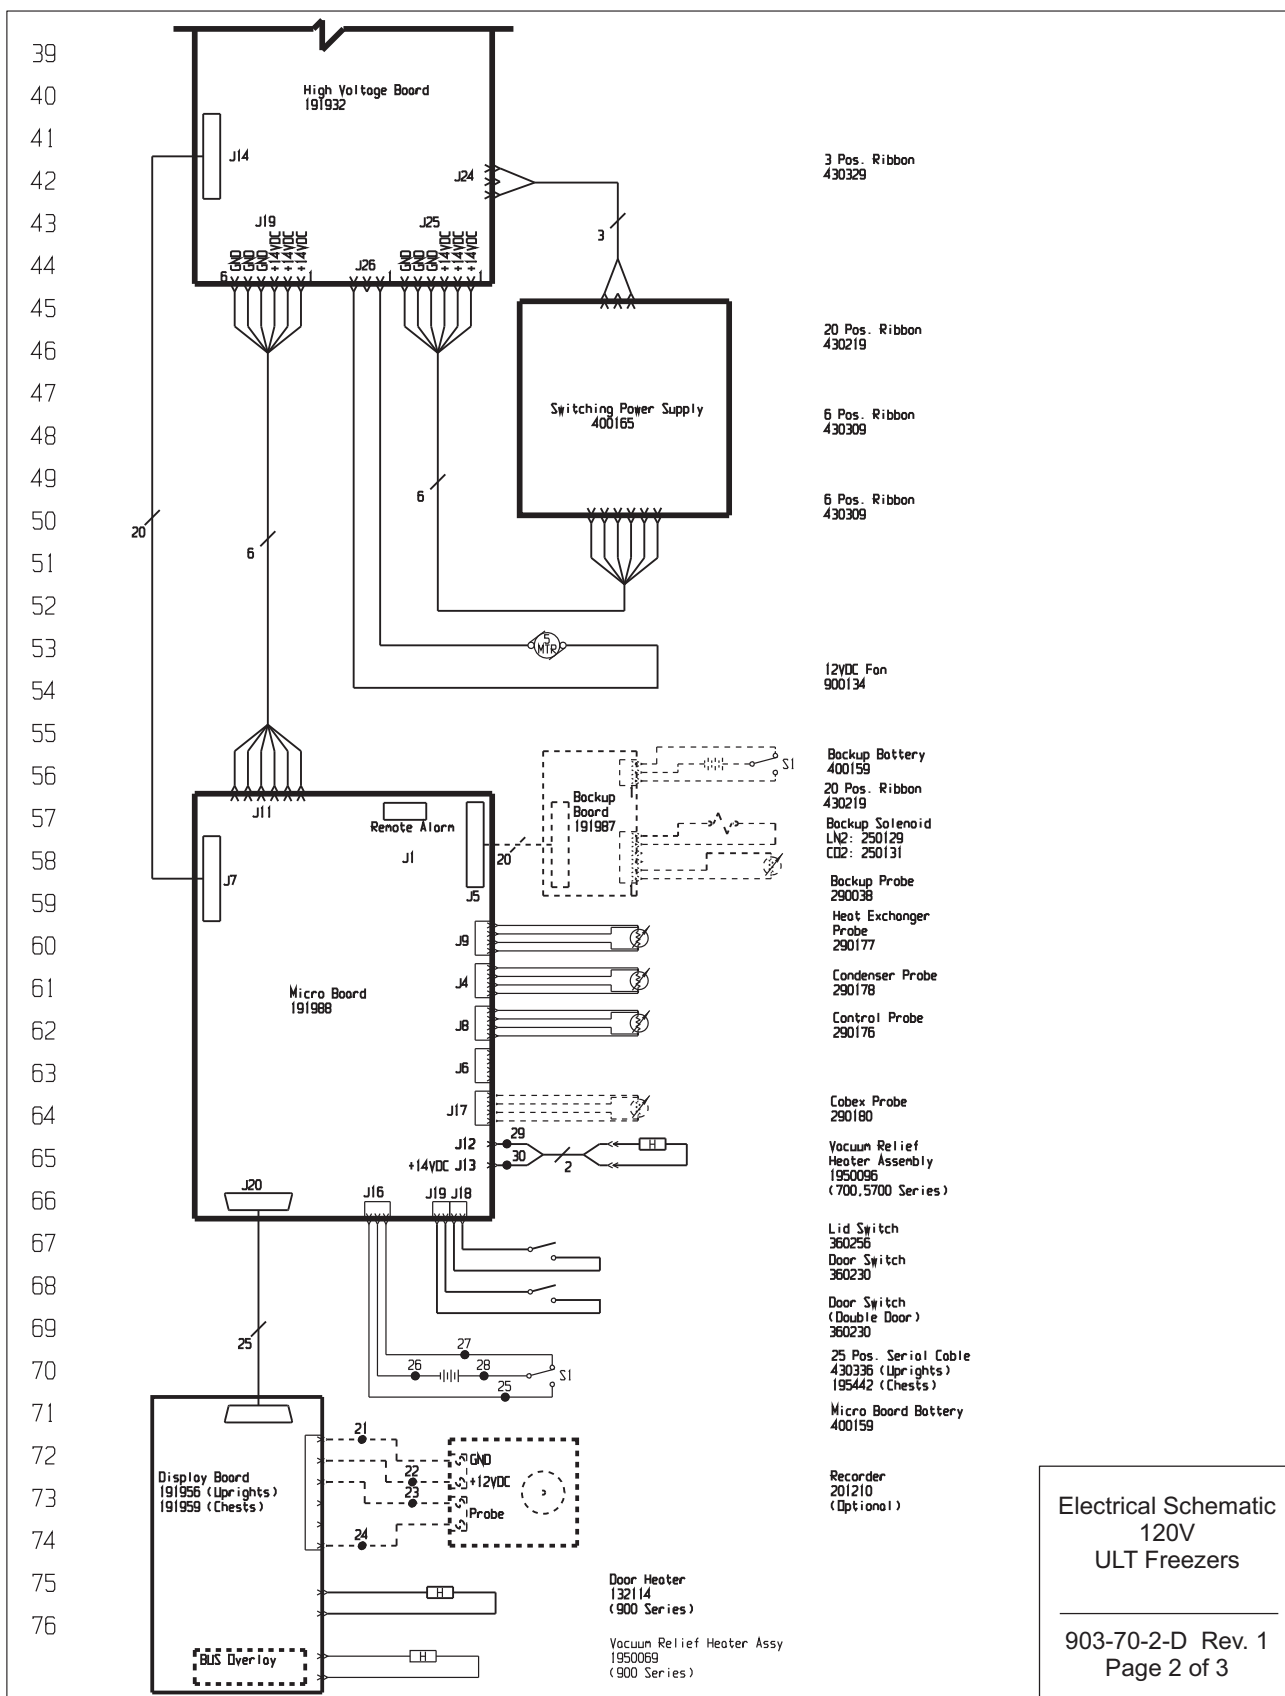 39
40
41
42
43
44
45
46
47
48
49
50
51
52
53
54
55
56
57
58
59
60
61
62
63
64
65
66
67
68
69
70
71
72
73
74
75
76
High Voltage Board
191932
J14
J24
J19
J25
GND
GND
GND
+14VDC
+14VDC
+14VDC
GND
GND
GND
+14VDC
+14VDC
+14VDC
6
1
J26
1
1
3
Switching Power Supply
400165
20
6
6
5
MTR
J11
Remote Alarm
J1
J5
J7
20
Backup
Board
191987
S1
J9
J4
J8
J6
J17
Micro Board
191988
J12
29
+14VDC J13
30
2
H
J20
J16
J19
J18
25
27
26
28
25
S1
Display Board
191956 (Uprights)
191959 (Chests)
21
22
23
24
GND
+12VDC
Probe
H
BUS Overlay
H
Door Heater
132114
(900 Series)
Vacuum Relief Heater Assy
1950069
(900 Series)
3 Pos. Ribbon
430329
20 Pos. Ribbon
430219
6 Pos. Ribbon
430309
6 Pos. Ribbon
430309
12VDC Fan
900134
Backup Battery
400159
20 Pos. Ribbon
430219
Backup Solenoid
LN2: 250129
CO2: 250131
Backup Probe
290038
Heat Exchanger
Probe
290177
Condenser Probe
290178
Control Probe
290176
Cobex Probe
290180
Vacuum Relief
Heater Assembly
1950096
(700,5700 Series)
Lid Switch
360256
Door Switch
360230
Door Switch
(Double Door)
360230
25 Pos. Serial Cable
430336 (Uprights)
195442 (Chests)
Micro Board Battery
400159
Recorder
201210
(Optional)
Electrical Schematic
120V
ULT Freezers
903-70-2-D Rev. 1
Page 2 of 3